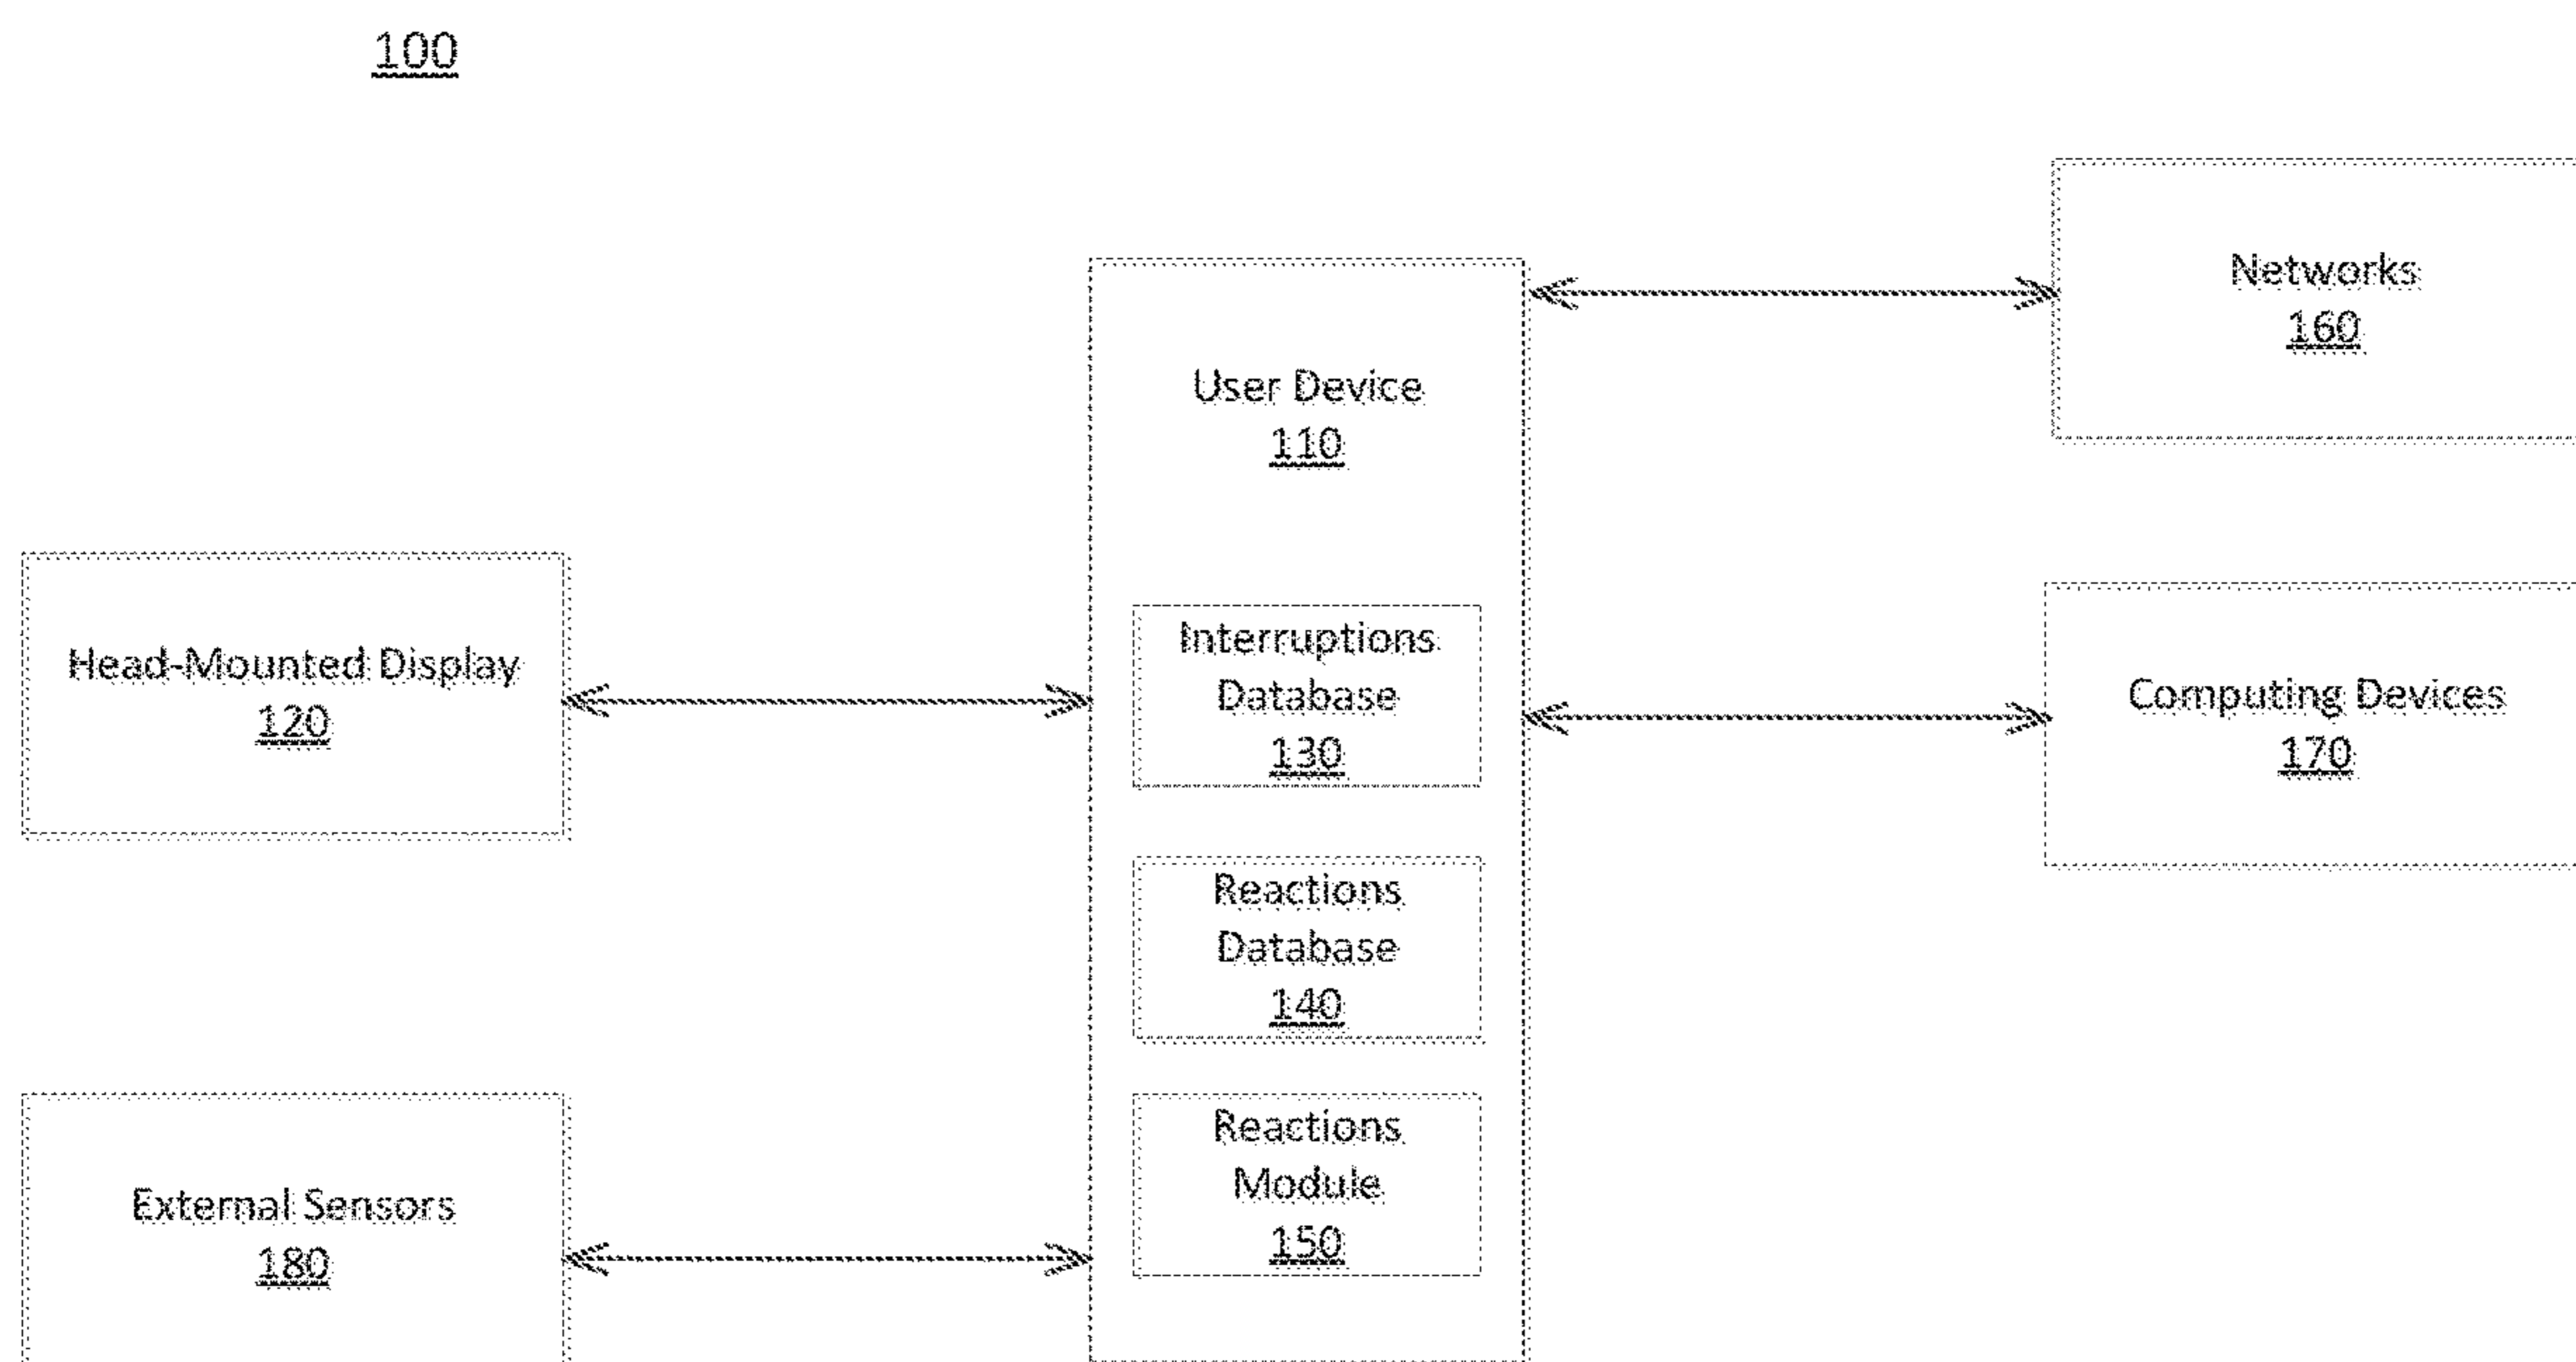 100
Networks
160
User Device
110
Head-Mounted Display
120
Interruptions
Database
130
Computing Devices
170
Reactions
Database
140
External Sensors
180
Reactions
Module
150